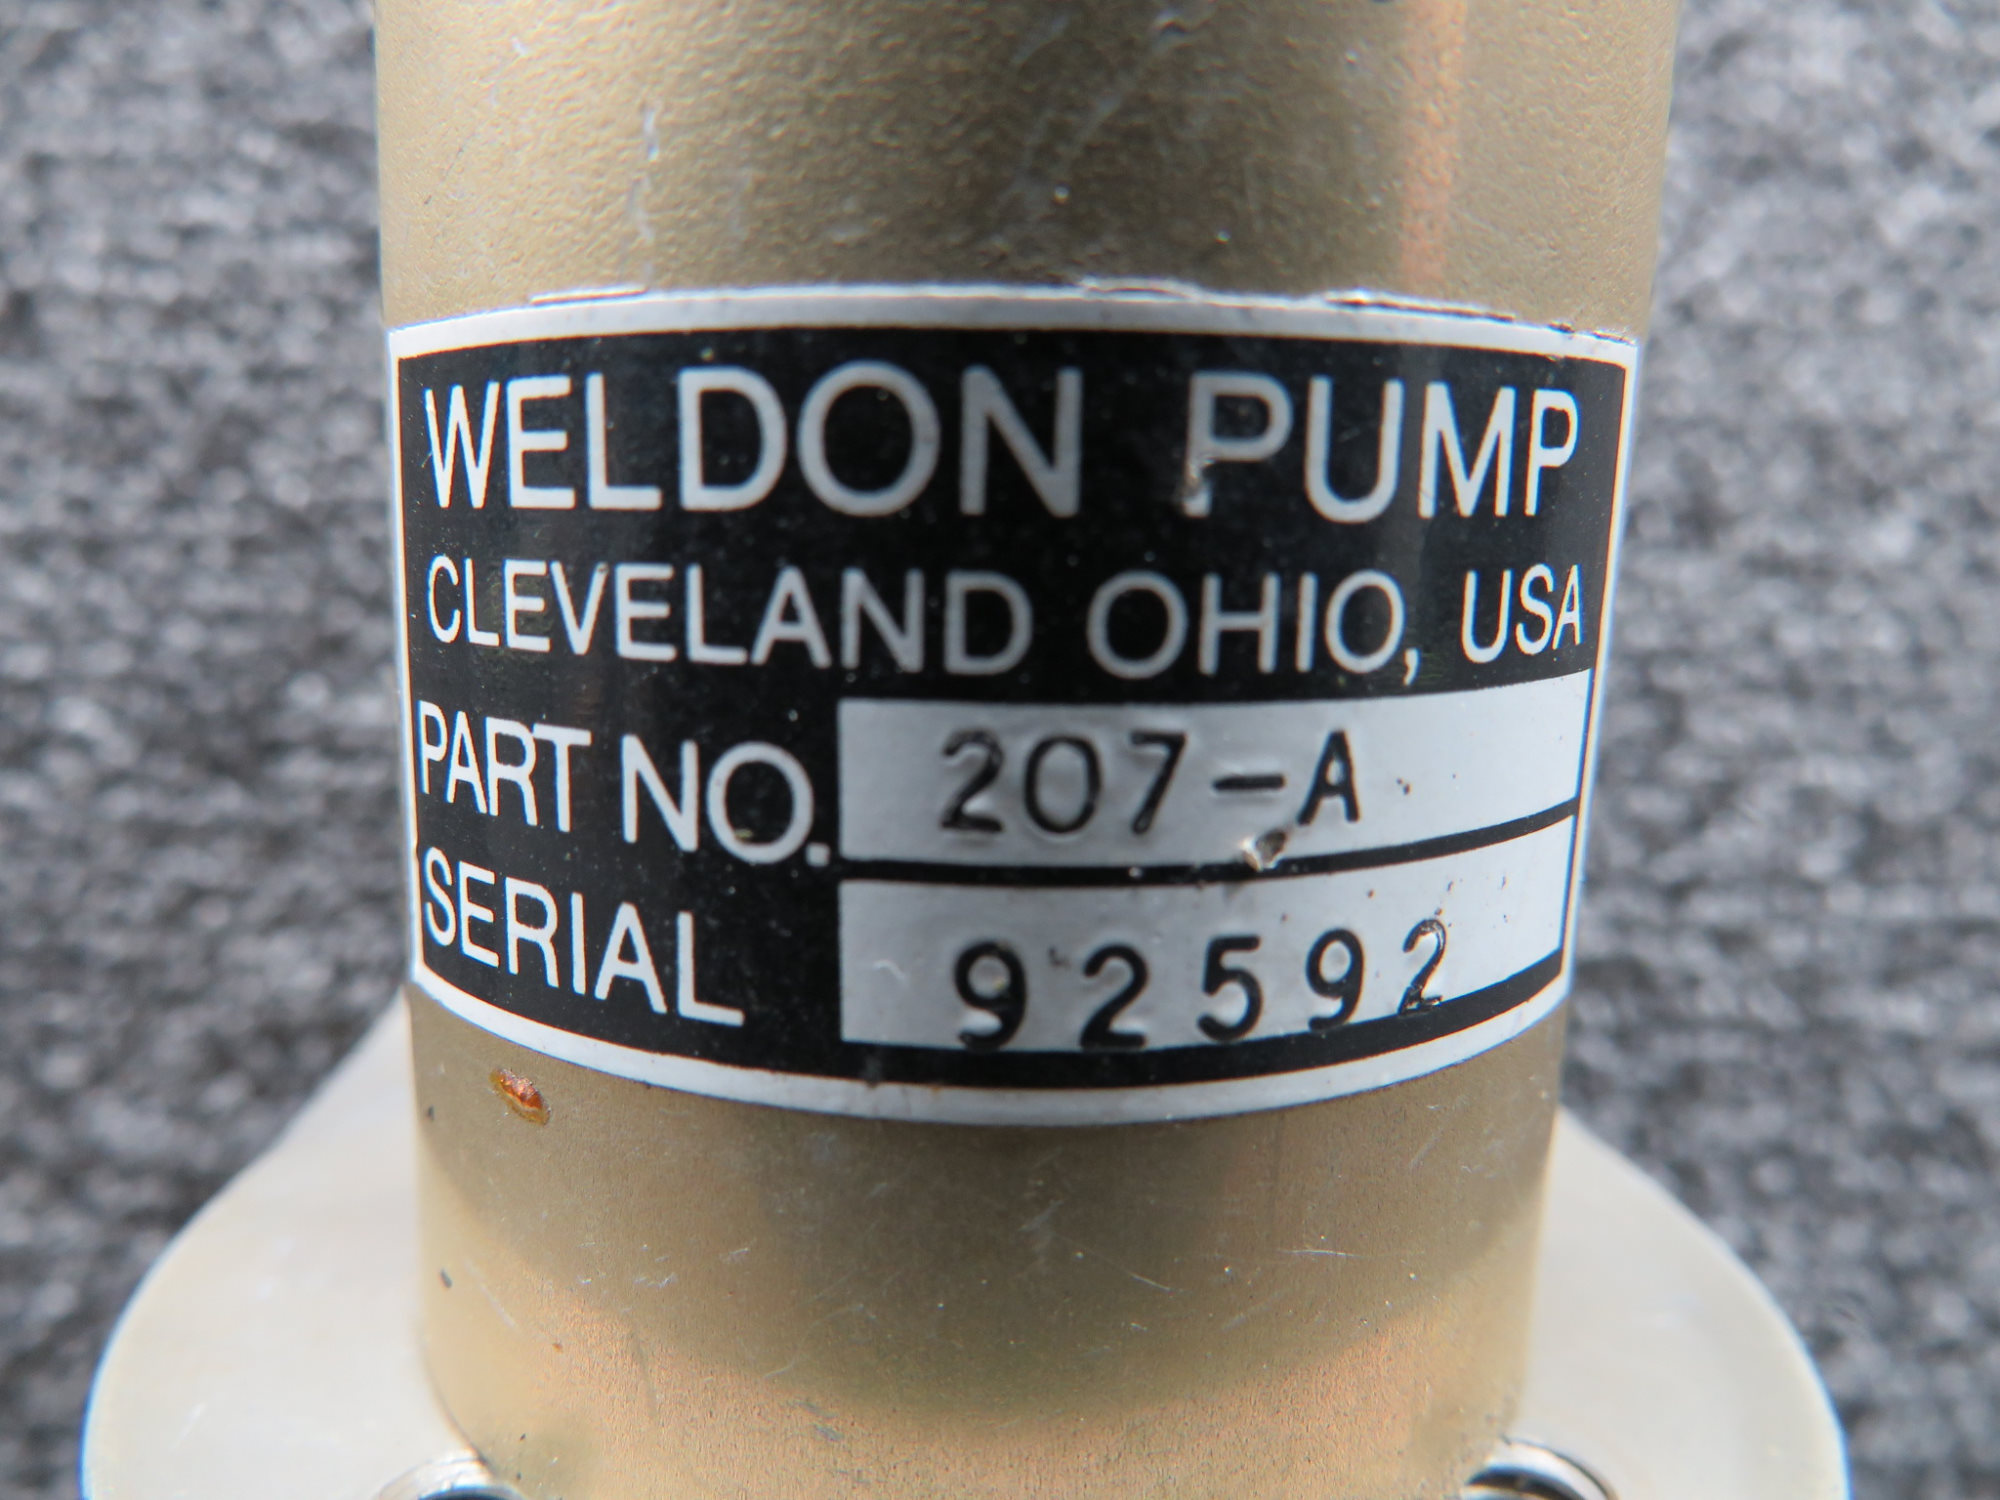 WELDON PUMP
CLEVELAND OHIO, USA
PART NO. 207-A
SERIAL 92592